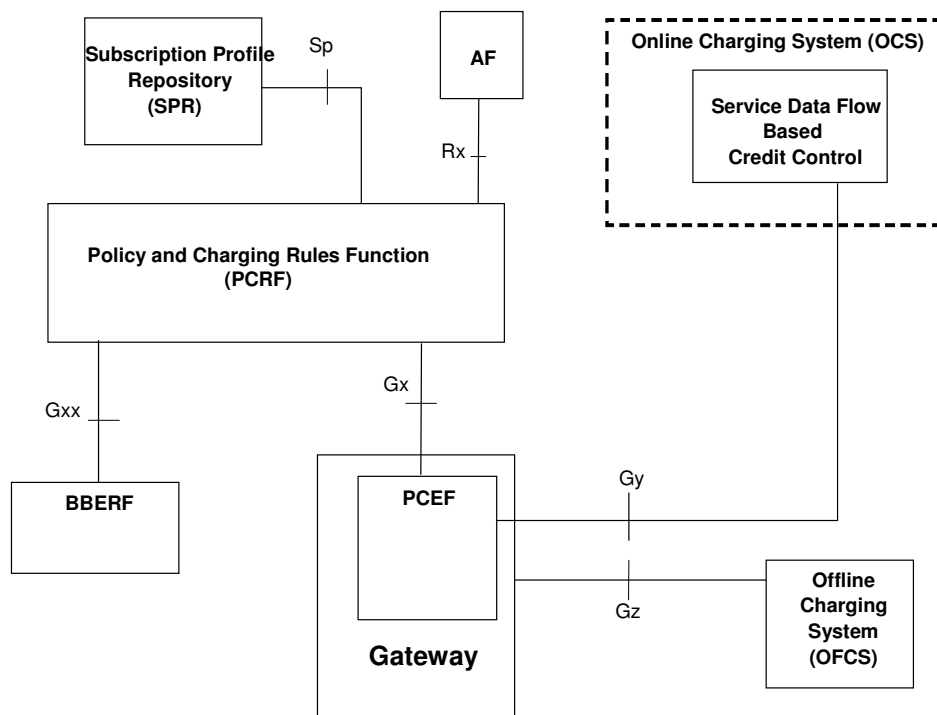 Subscription Profile
Repository
(SPR)
Sp
AF
Online Charging System (OCS)
Service Data Flow
Based
Credit Control
Rx
Policy and Charging Rules Function
(PCRF)
Gxx
Gx
BBERF
PCEF
Gy
Gz
Offline
Charging
System
(OFCS)
Gateway